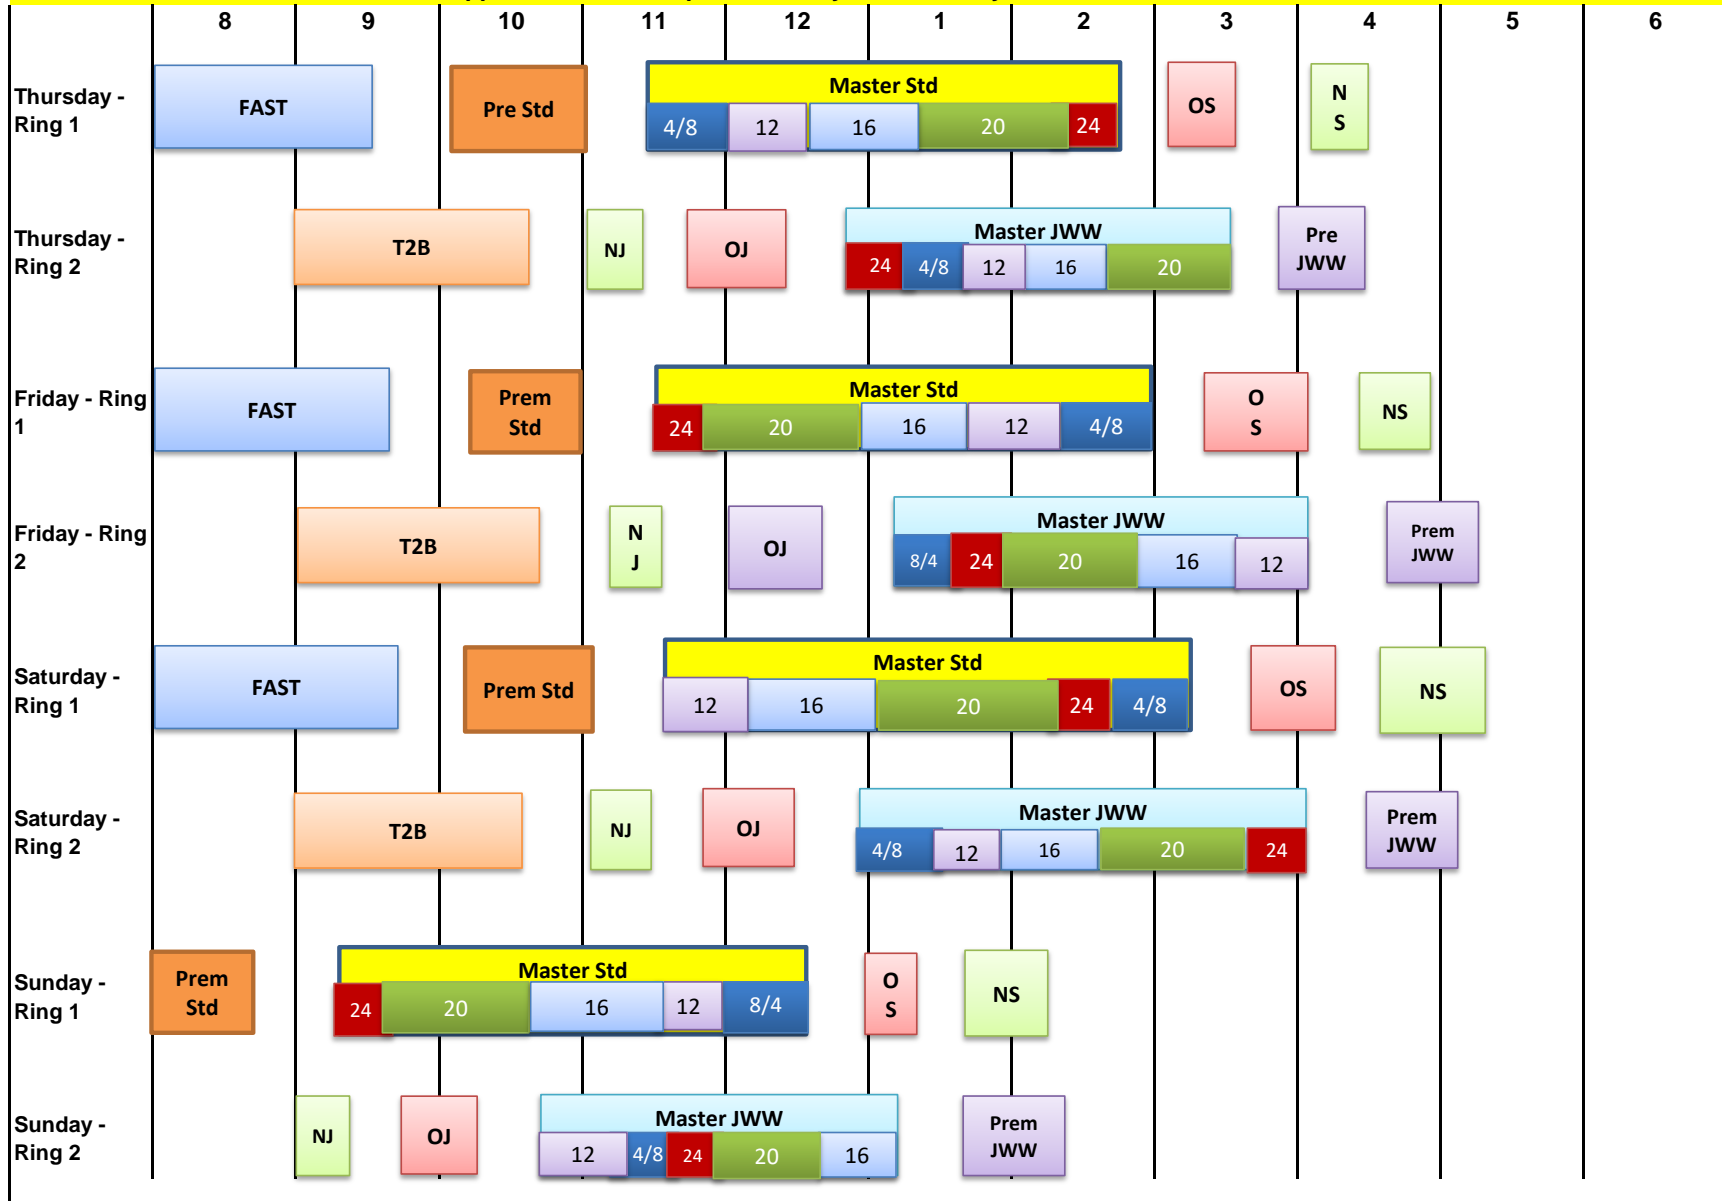 8 9 10 11 12 1 2 3 4 5 6
Thursday -
Ring 1
FAST
Pre Std
Master Std
4/8 12 16 20 24
OS
N
S
Thursday -
Ring 2
T2B
NJ
OJ
Master JWW
24 4/8 12 16 20
Pre
JWW
Friday - Ring
1
FAST
Prem
Std
Master Std
24 20 16 12 4/8
O
S
NS
Friday - Ring
2
T2B
N
J
OJ
Master JWW
8/4 24 20 16 12
Prem
JWW
Saturday -
Ring 1
FAST
Prem Std
Master Std
12 16 20 24 4/8
OS
NS
Saturday -
Ring 2
T2B
NJ
OJ
Master JWW
4/8 12 16 20 24
Prem
JWW
Sunday -
Ring 1
Prem
Std
Master Std
24 20 16 12 8/4
O
S
NS
Sunday -
Ring 2
NJ
OJ
Master JWW
12 4/8 24 20 16
Prem
JWW